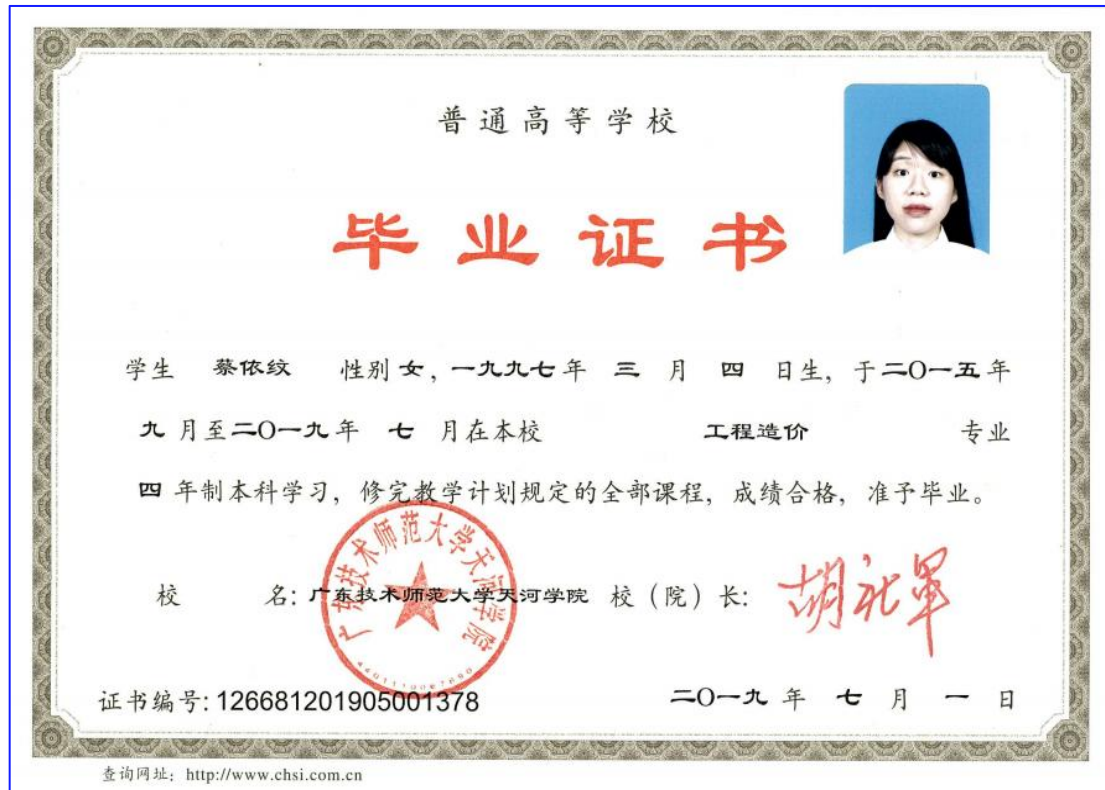 普通高等学校
毕业证书
学生 蔡依纹 性别 女, 一九九七年 三 月 四 日生, 于二O一五年
九 月至二O一九年 七 月在本校 工程造价 专业
四 年制本科学习, 修完教学计划规定的全部课程, 成绩合格, 准予毕业。
广东技术师范大学天河学院
校 名: 广东技术师范大学天河学院 校（院）长:
证书编号: 126681201905001378 二O一九 年 七 月 一 日
查询网址: http://www.chsi.com.cn